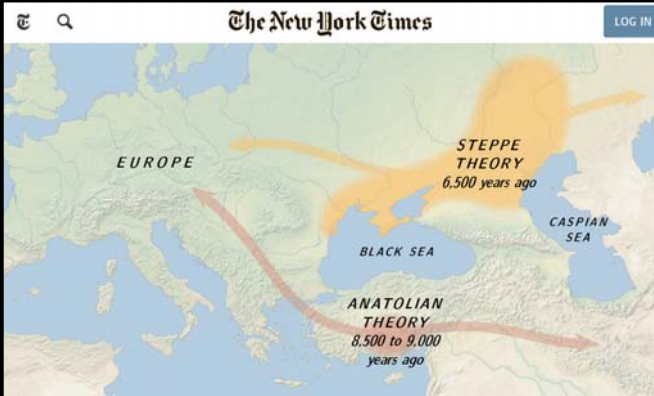 The New York Times
LOG IN
EUROPE
STEPPE
THEORY
6,500 years ago
CASPIAN
SEA
BLACK SEA
ANATOLIAN
THEORY
8,500 to 9,000
years ago